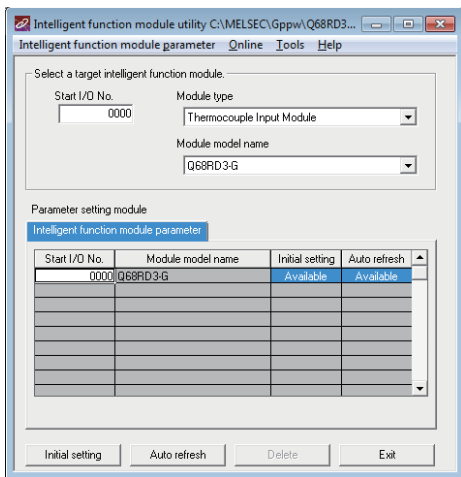 Intelligent function module utility C:\MELSEC\Gppw\Q68RD3...
Intelligent function module parameter Online Tools Help
Select a target intelligent function module.
Start I/O No. Module type
0000 Thermocouple Input Module
Module model name
Q68RD3-G
Parameter setting module
Intelligent function module parameter
Start I/O No. Module model name Initial setting Auto refresh
0000 Q68RD3-G Available Available
Initial setting Auto refresh Delete Exit